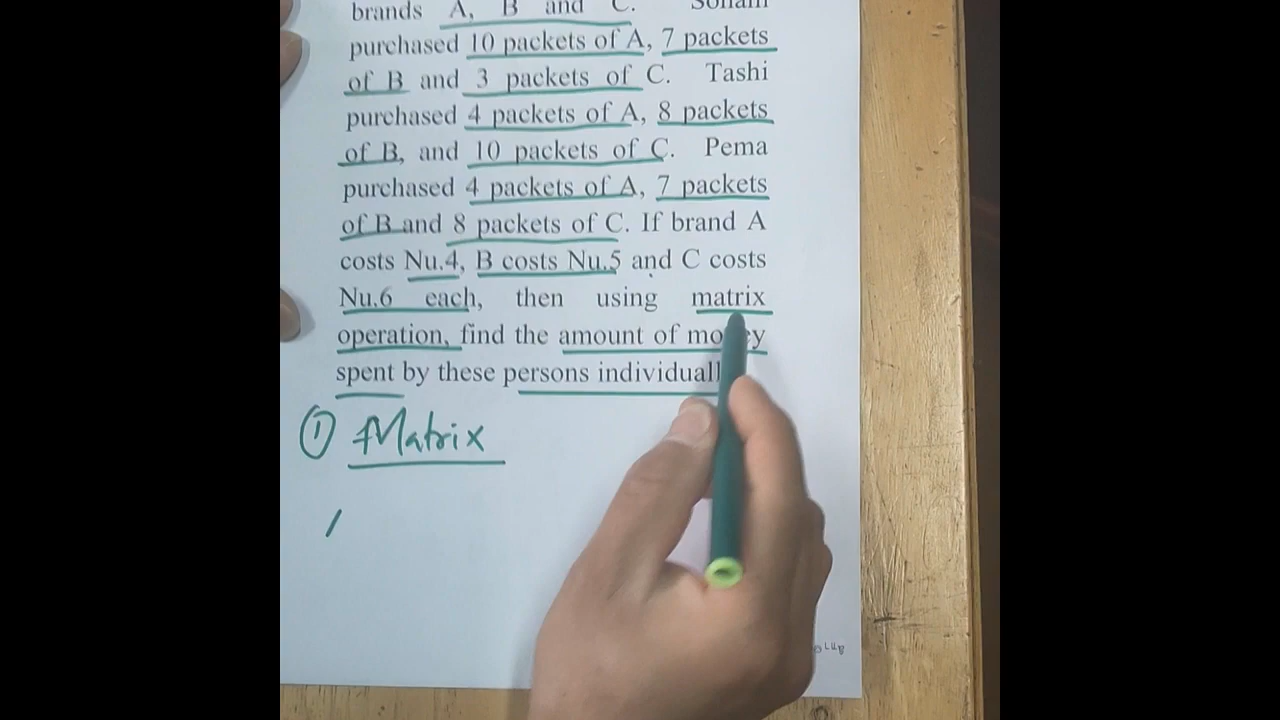 brands A, B and C. Sonam
purchased 10 packets of A, 7 packets
of B and 3 packets of C. Tashi
purchased 4 packets of A, 8 packets
of B, and 10 packets of C. Pema
purchased 4 packets of A, 7 packets
of B and 8 packets of C. If brand A
costs Nu.4, B costs Nu.5 and C costs
Nu.6 each, then using matrix
operation, find the amount of
spent by these persons
① Matrix